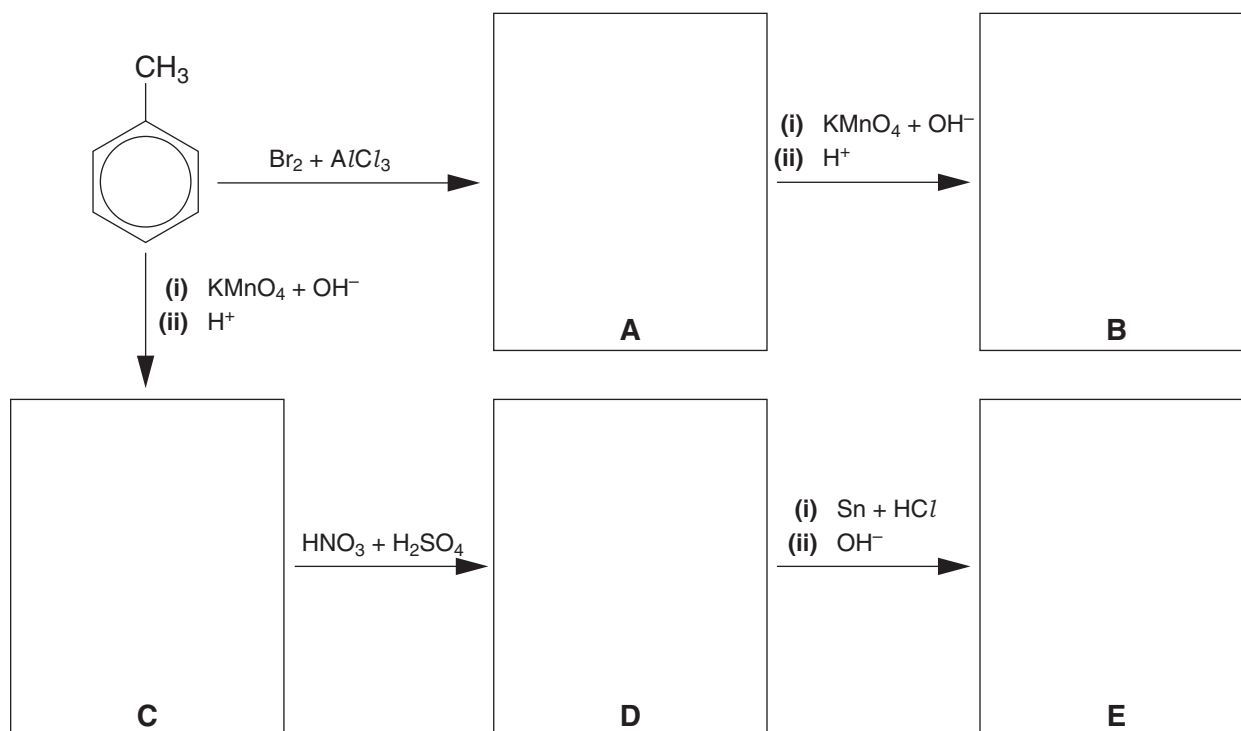 CH₃
Br₂ + AlCl₃
(i) KMnO₄ + OH⁻
(ii) H⁺
A
B
(i) KMnO₄ + OH⁻
(ii) H⁺
HNO₃ + H₂SO₄
(i) Sn + HCl
(ii) OH⁻
C
D
E